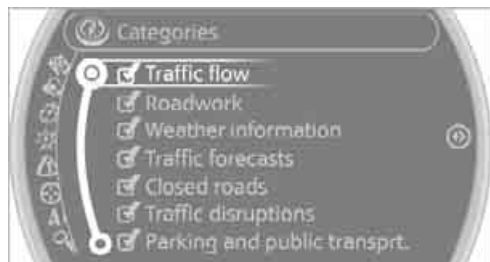 Categories
Traffic flow
Roadwork
Weather information
Traffic forecasts
Closed roads
Traffic disruptions
Parking and public transprt.